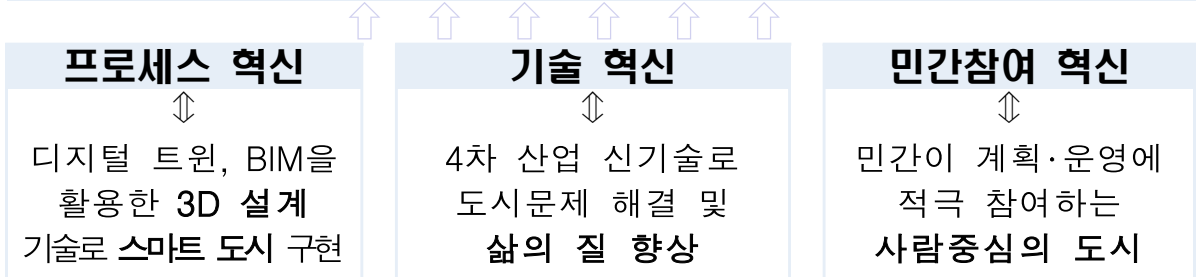 프로세스 혁신
⇕
디지털 트윈, BIM을
활용한 3D 설계
기술로 스마트 도시 구현
기술 혁신
⇕
4차 산업 신기술로
도시문제 해결 및
삶의 질 향상
민간참여 혁신
⇕
민간이 계획·운영에
적극 참여하는
사람중심의 도시